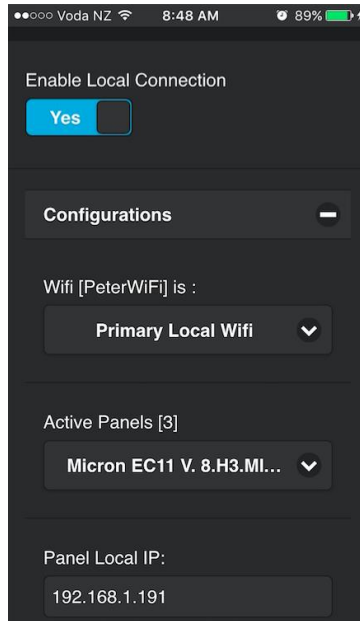 Voda NZ 8:48 AM 89%
Enable Local Connection
Yes
Configurations
Wifi [PeterWiFi] is :
Primary Local Wifi
Active Panels [3]
Micron EC11 V. 8.H3.MI...
Panel Local IP:
192.168.1.191